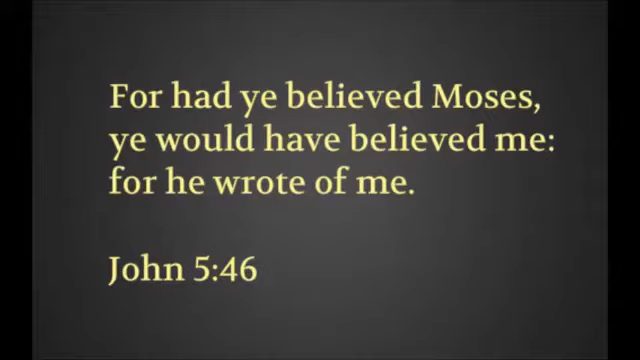 For had ye believed Moses,
ye would have believed me:
for he wrote of me.
John 5:46